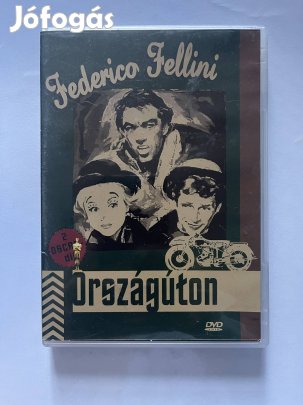 Jófogás
Federico Fellini
2
OSCAR
díj
Országúton
DVD